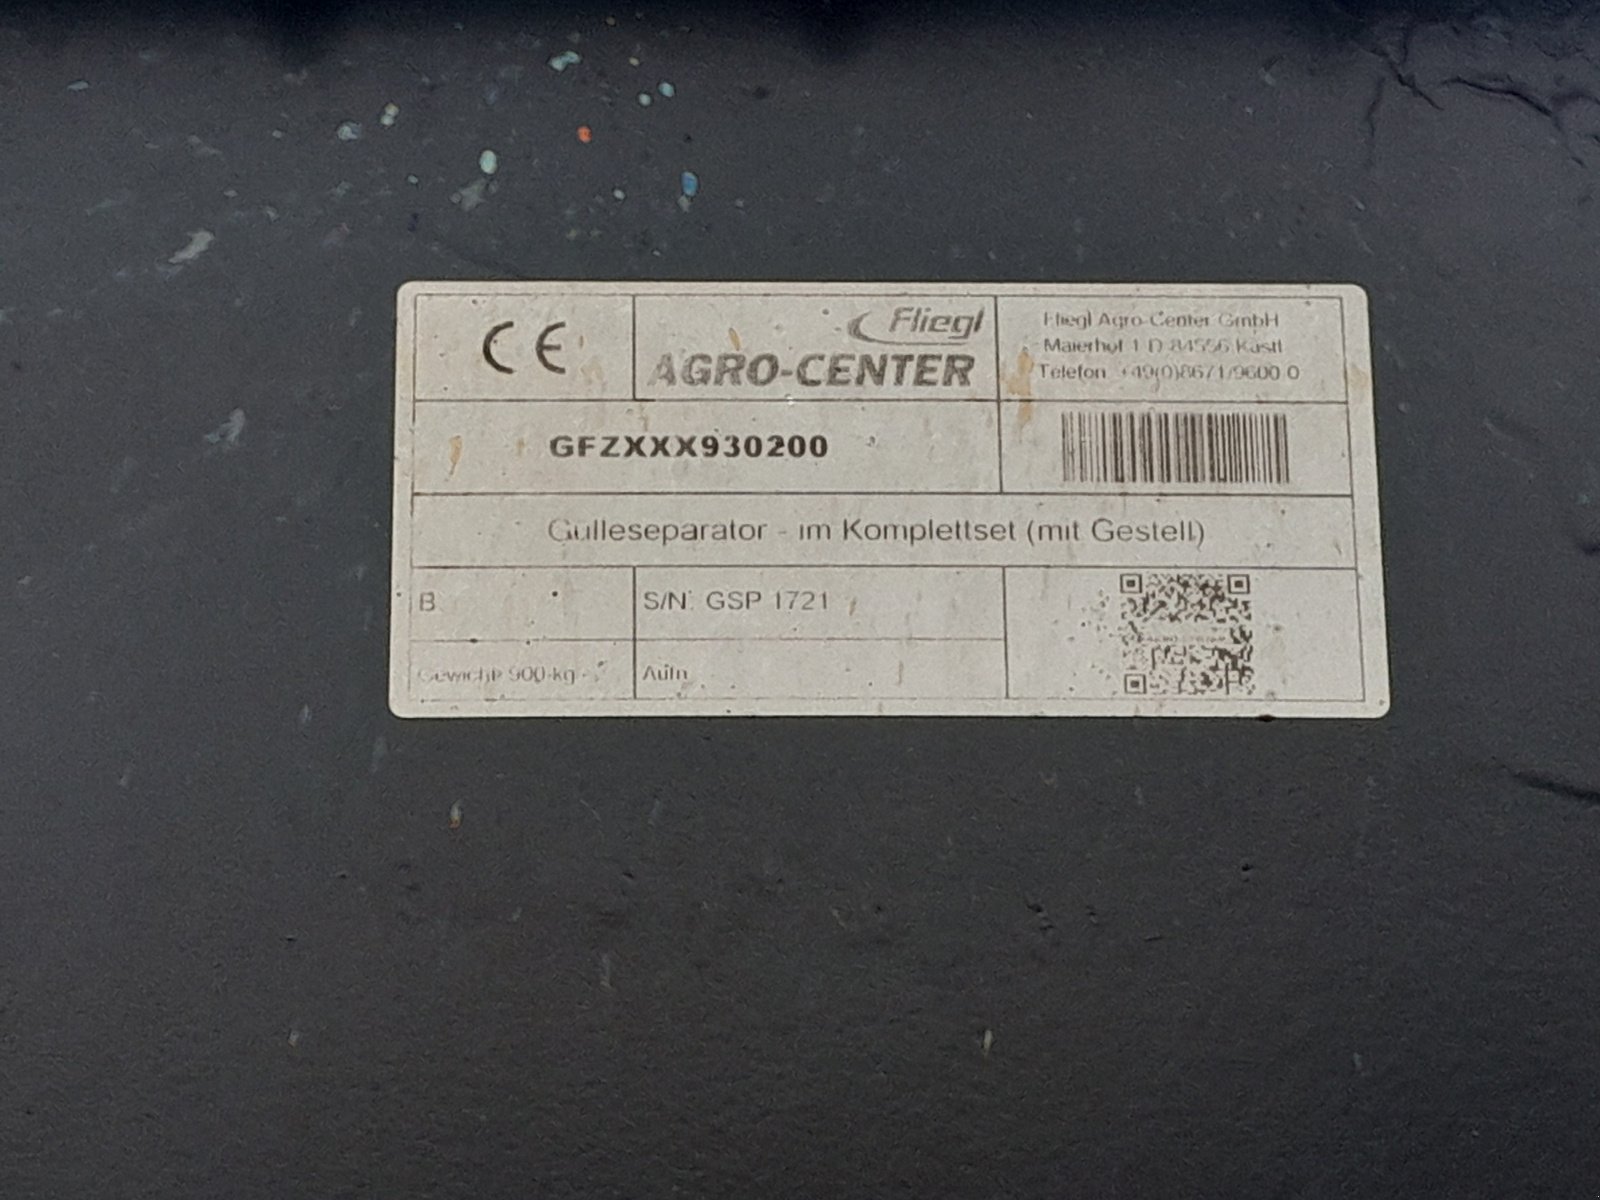 CE
Fliegl
AGRO-CENTER
Fliegl Agro-Center GmbH
Maierhof 1 D-84556 Kastl
Telefon: +49(0)8671/9600-0
GFZXXX930200
Gülleseparator - im Komplettset (mit Gestell)
B
S/N: GSP 1721
Gewicht: 900 kg